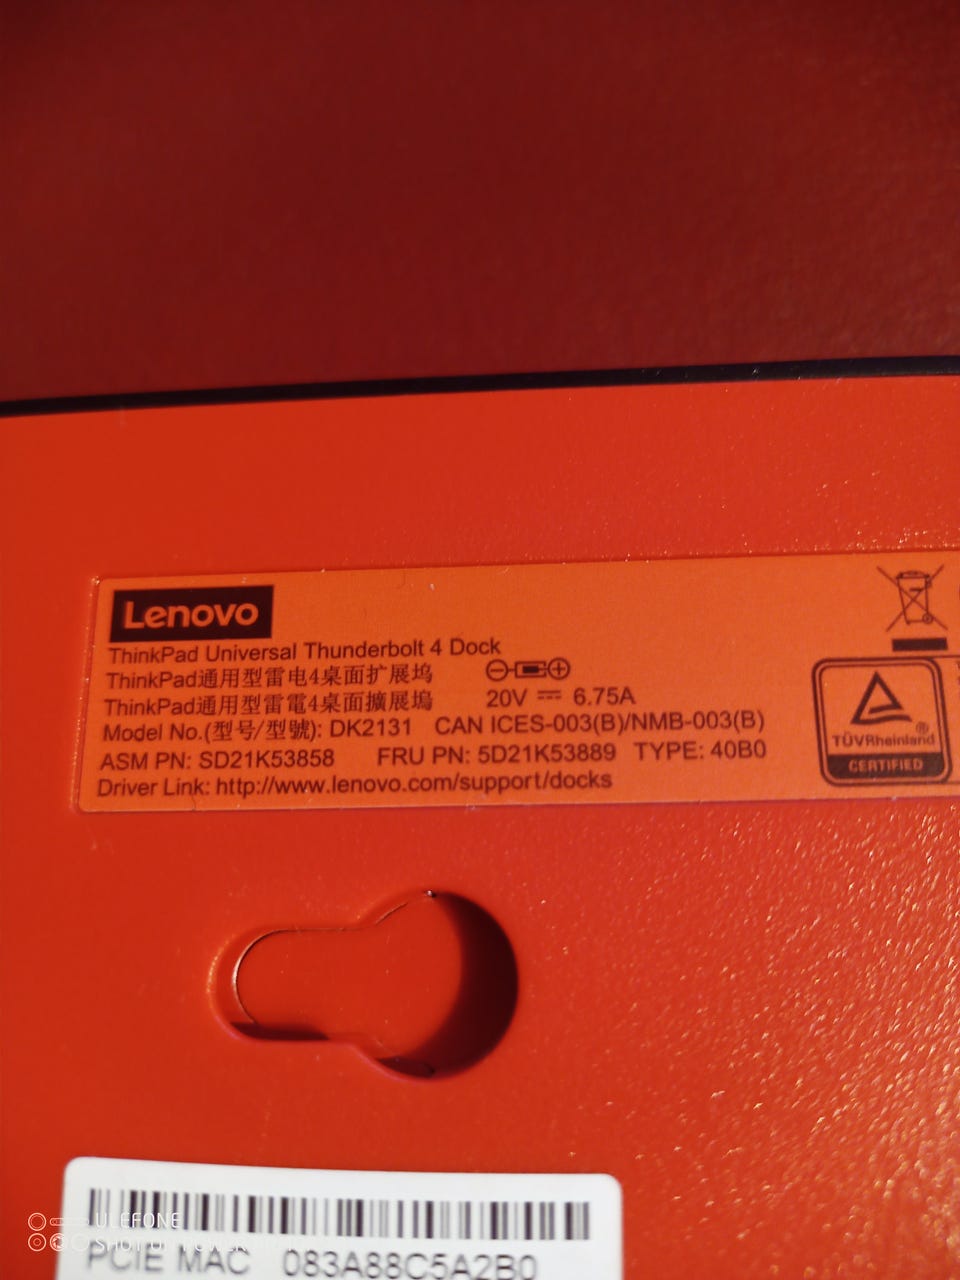 Lenovo
ThinkPad Universal Thunderbolt 4 Dock
ThinkPad通用型雷电4桌面扩展坞
ThinkPad通用型雷電4桌面擴展塢
20V 6.75A
Model No.(型号/型號): DK2131 CAN ICES-003(B)/NMB-003(B)
ASM PN: SD21K53858 FRU PN: 5D21K53889 TYPE: 40B0
Driver Link: http://www.lenovo.com/support/docks
®
TÜVRheinland
CERTIFIED
ULEFONE
SHOT ON
PCIE MAC 083A88C5A2B0